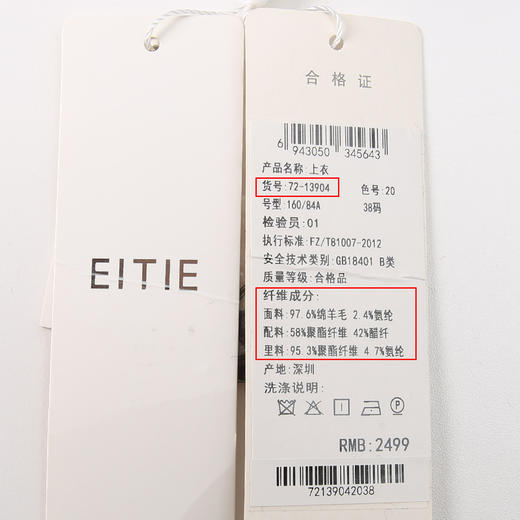 EITIE
合格证
6 943050 345643
产品名称:上衣
货号:72-13904 色号:20
号型:160/84A 38码
检验员:01
执行标准:FZ/T81007-2012
安全技术类别:GB18401 B类
质量等级:合格品
纤维成分:
面料:97.6%绵羊毛 2.4%氨纶
配料:58%聚酯纤维 42%醋纤
里料:95.3%聚酯纤维 4.7%氨纶
产地:深圳
洗涤说明:
P
RMB:2499
72139042038